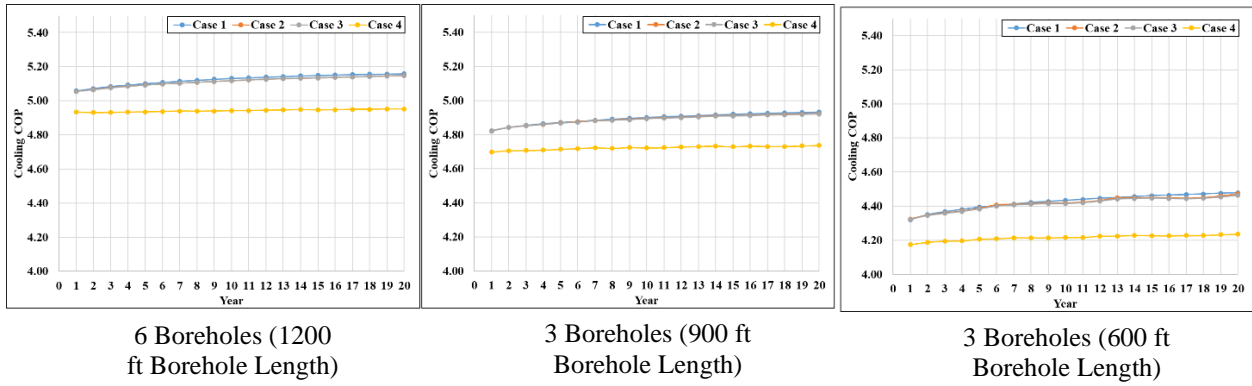 Case 1 Case 2 Case 3 Case 4
5.40
5.20
5.00
4.80
4.60
4.40
4.20
4.00
Cooling COP
0 1 2 3 4 5 6 7 8 9 10 11 12 13 14 15 16 17 18 19 20
Year
6 Boreholes (1200
ft Borehole Length)
Case 1 Case 2 Case 3 Case 4
5.40
5.20
5.00
4.80
4.60
4.40
4.20
4.00
Cooling COP
0 1 2 3 4 5 6 7 8 9 10 11 12 13 14 15 16 17 18 19 20
Year
3 Boreholes (900 ft
Borehole Length)
Case 1 Case 2 Case 3 Case 4
5.40
5.20
5.00
4.80
4.60
4.40
4.20
4.00
Cooling COP
0 1 2 3 4 5 6 7 8 9 10 11 12 13 14 15 16 17 18 19 20
Year
3 Boreholes (600 ft
Borehole Length)